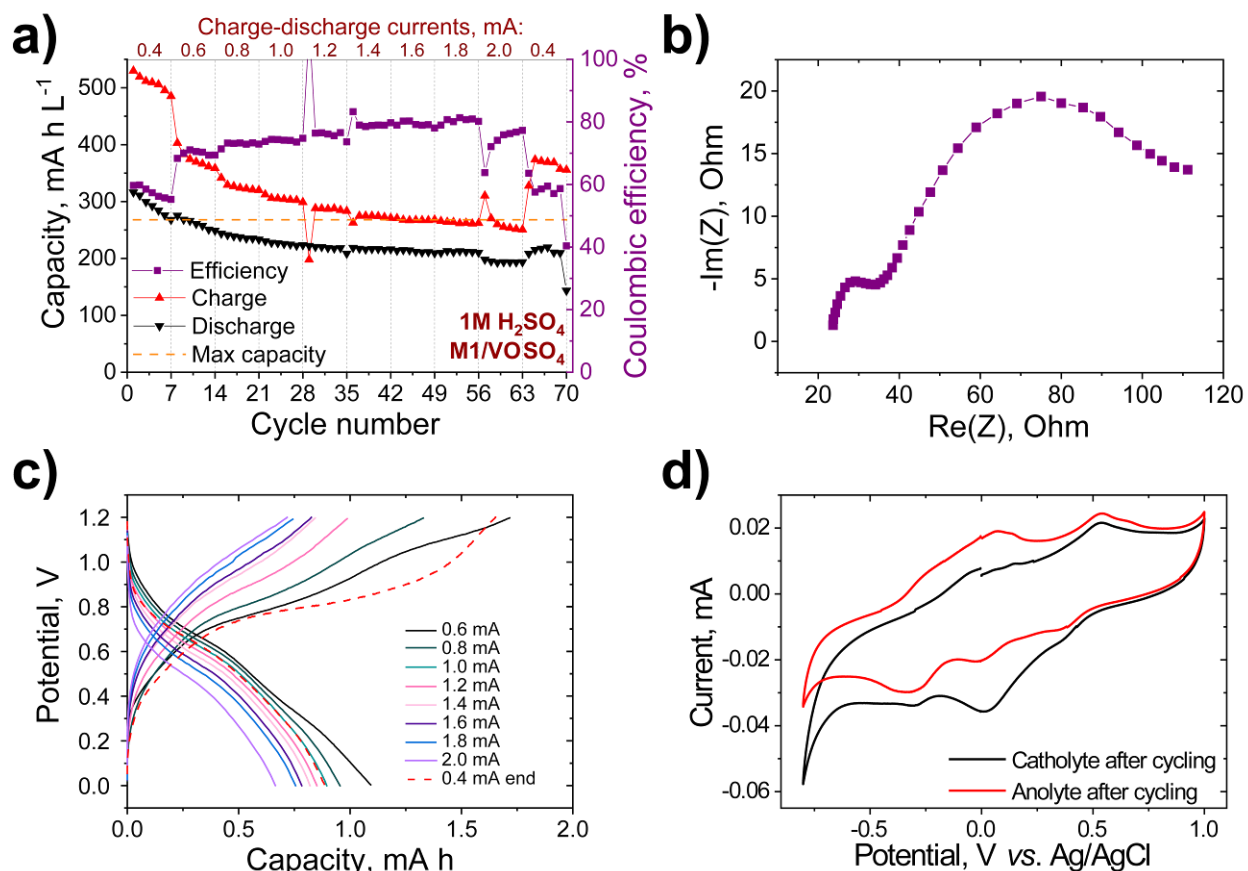 a)
Charge-discharge currents, mA:
0.4 0.6 0.8 1.0 1.2 1.4 1.6 1.8 2.0 0.4
Capacity, mA h L⁻¹
500
400
300
200
100
0
Coulombic efficiency, %
100
80
60
40
20
0
Efficiency
Charge
Discharge
Max capacity
1M H₂SO₄
M1/VOSO₄
0 7 14 21 28 35 42 49 56 63 70
Cycle number
b)
-Im(Z), Ohm
20
15
10
5
0
20 40 60 80 100 120
Re(Z), Ohm
c)
Potential, V
1.2
1.0
0.8
0.6
0.4
0.2
0.0
0.6 mA
0.8 mA
1.0 mA
1.2 mA
1.4 mA
1.6 mA
1.8 mA
2.0 mA
0.4 mA end
0.0 0.5 1.0 1.5 2.0
Capacity, mA h
d)
Current, mA
0.02
0.00
-0.02
-0.04
-0.06
Catholyte after cycling
Anolyte after cycling
-0.5 0.0 0.5 1.0
Potential, V vs. Ag/AgCl